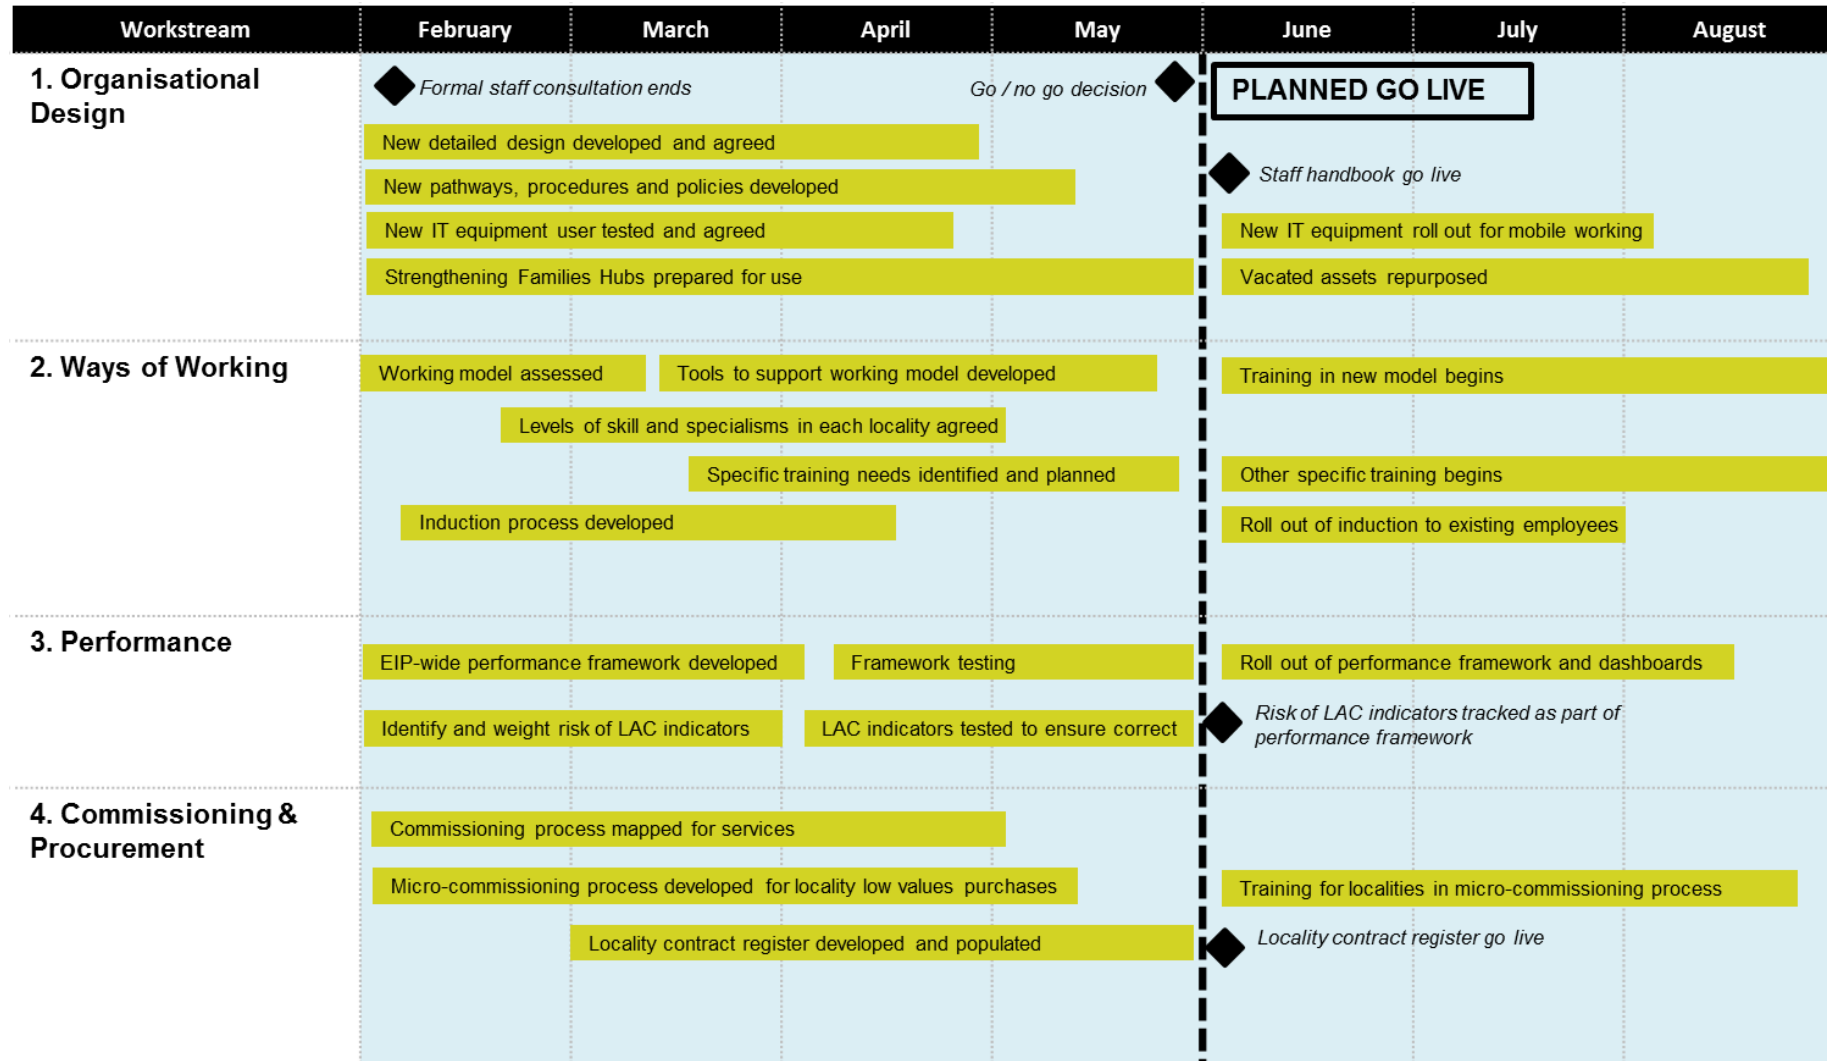 Workstream February March April May June July August
1. Organisational
Design
Formal staff consultation ends
Go / no go decision
PLANNED GO LIVE
New detailed design developed and agreed
New pathways, procedures and policies developed
Staff handbook go live
New IT equipment user tested and agreed
New IT equipment roll out for mobile working
Strengthening Families Hubs prepared for use
Vacated assets repurposed
2. Ways of Working
Working model assessed
Tools to support working model developed
Training in new model begins
Levels of skill and specialisms in each locality agreed
Specific training needs identified and planned
Other specific training begins
Induction process developed
Roll out of induction to existing employees
3. Performance
EIP-wide performance framework developed
Framework testing
Roll out of performance framework and dashboards
Identify and weight risk of LAC indicators
LAC indicators tested to ensure correct
Risk of LAC indicators tracked as part of
performance framework
4. Commissioning &
Procurement
Commissioning process mapped for services
Micro-commissioning process developed for locality low values purchases
Training for localities in micro-commissioning process
Locality contract register developed and populated
Locality contract register go live